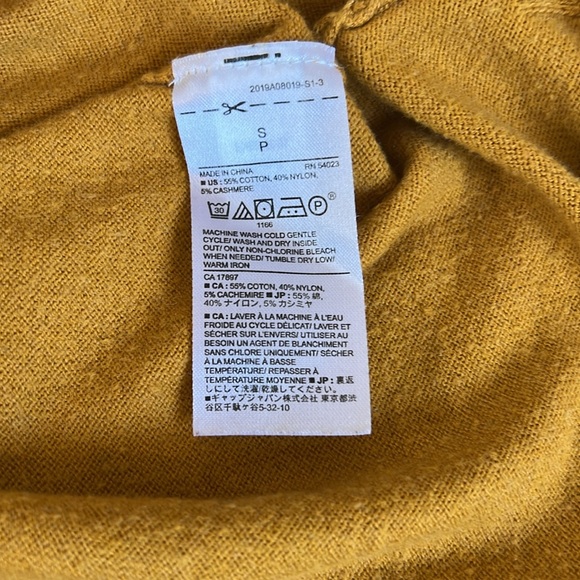 2019A08019-S1-3
S
P
MADE IN CHINA RN 54023
■ US : 55% COTTON, 40% NYLON,
5% CASHMERE
30 P
1166
MACHINE WASH COLD GENTLE
CYCLE/ WASH AND DRY INSIDE
OUT/ ONLY NON-CHLORINE BLEACH
WHEN NEEDED/ TUMBLE DRY LOW/
WARM IRON
CA 17897
■ CA : 55% COTON, 40% NYLON,
5% CACHEMIRE ■ JP : 55% 綿,
40% ナイロン, 5% カシミヤ
■ CA : LAVER À LA MACHINE À L'EAU
FROIDE AU CYCLE DÉLICAT/ LAVER ET
SÉCHER SUR L'ENVERS/ UTILISER AU
BESOIN UN AGENT DE BLANCHIMENT
SANS CHLORE UNIQUEMENT/ SÉCHER
À LA MACHINE À BASSE
TEMPÉRATURE/ REPASSER À
TEMPÉRATURE MOYENNE ■ JP : 裏返
しにして洗濯/乾燥してください.
■ギャップジャパン株式会社 東京都渋
谷区千駄ヶ谷5-32-10